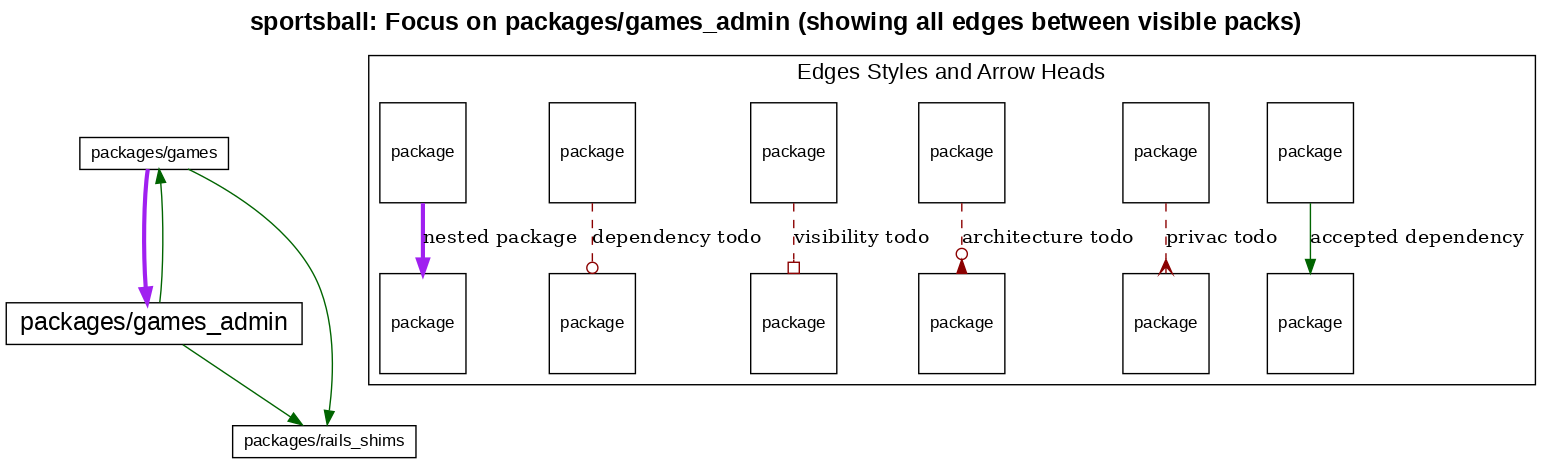 sportsball: Focus on packages/games_admin (showing all edges between visible packs)
Edges Styles and Arrow Heads
package
package
package
package
package
package
packages/games
nested package
dependency todo
visibility todo
architecture todo
privac todo
accepted dependency
packages/games_admin
package
package
package
package
package
package
packages/rails_shims